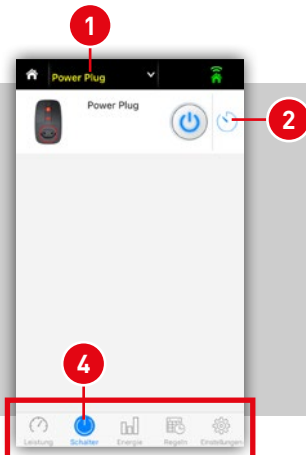 1
Power Plug
Power Plug
2
4
Leistung Schalter Energie Regeln Einstellungen